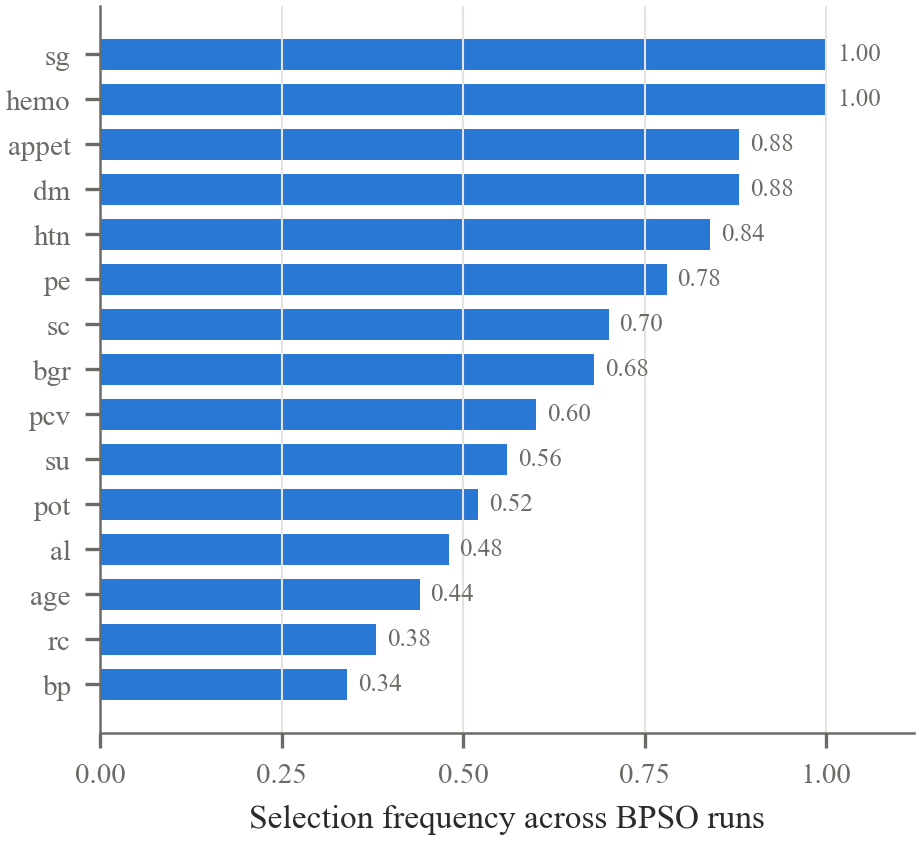 sg 1.00
hemo 1.00
appet 0.88
dm 0.88
htn 0.84
pe 0.78
sc 0.70
bgr 0.68
pcv 0.60
su 0.56
pot 0.52
al 0.48
age 0.44
rc 0.38
bp 0.34
0.00 0.25 0.50 0.75 1.00
Selection frequency across BPSO runs